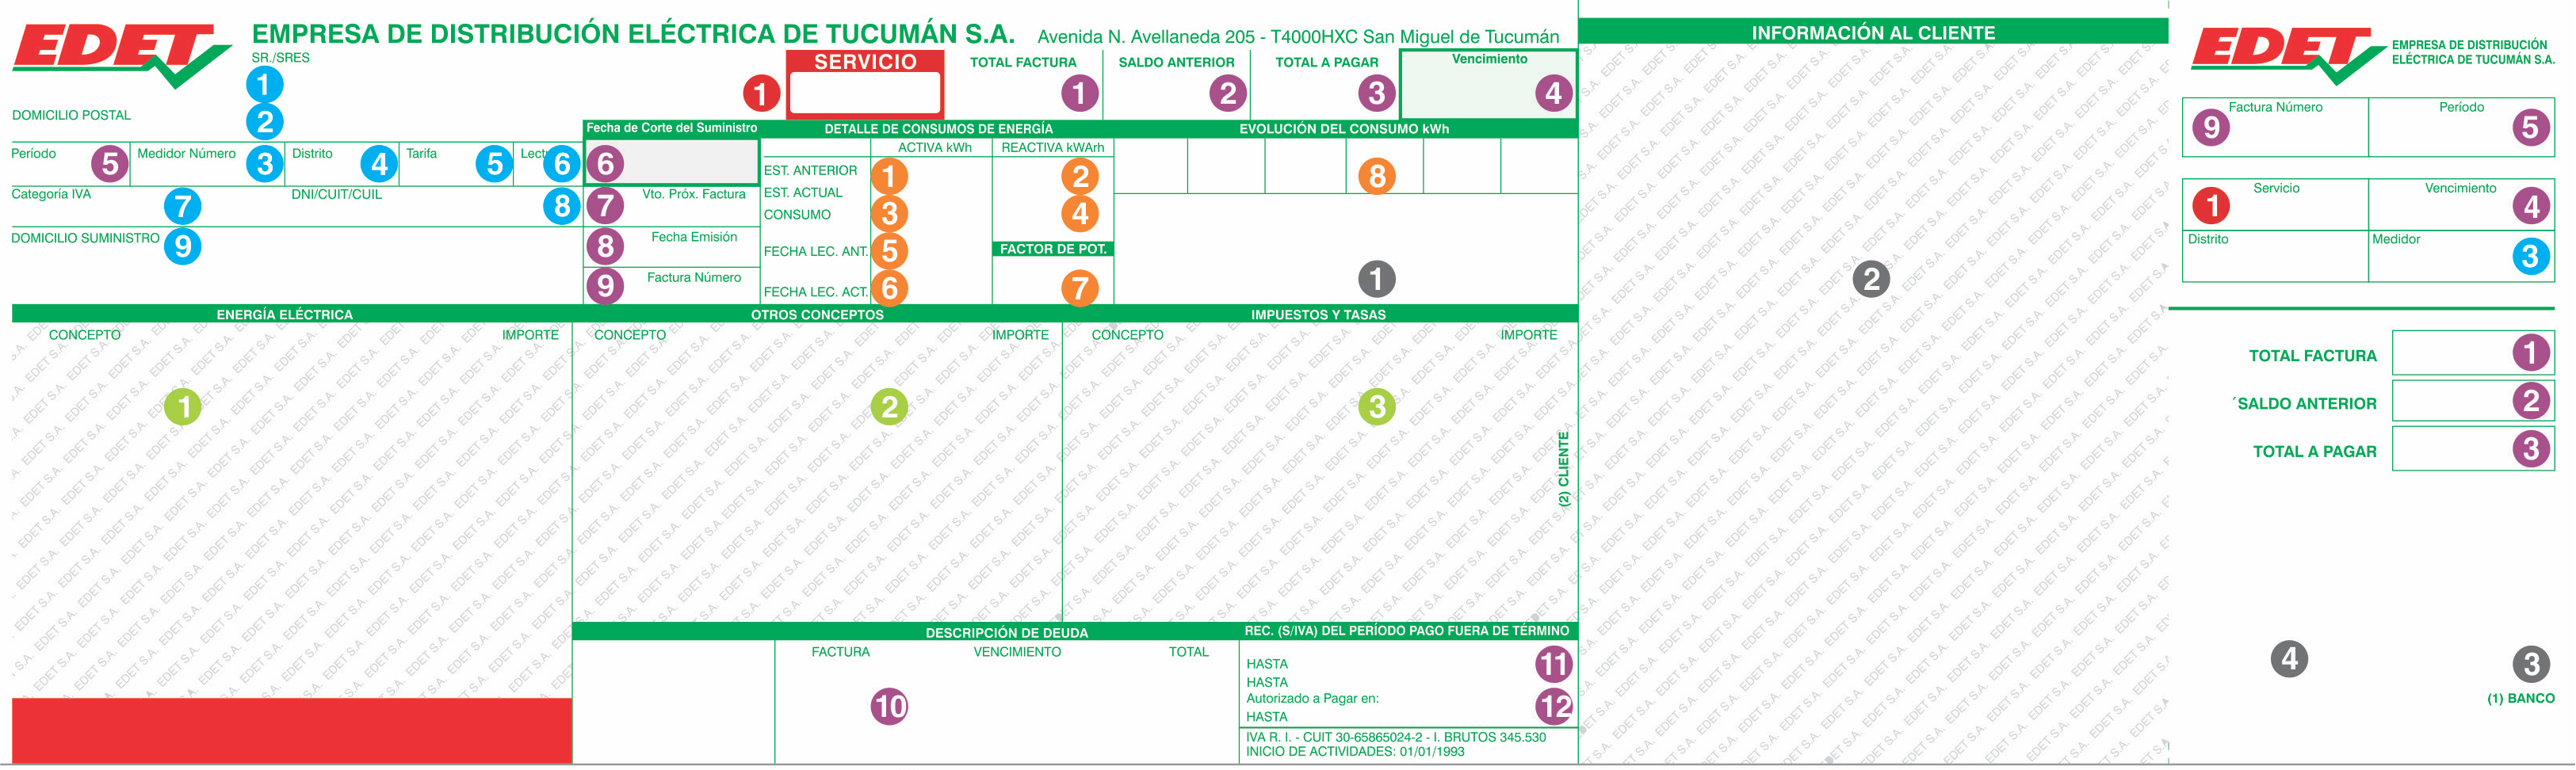 EDET
EMPRESA DE DISTRIBUCIÓN ELÉCTRICA DE TUCUMÁN S.A. Avenida N. Avellaneda 205 - T4000HXC San Miguel de Tucumán
SR./SRES
1
DOMICILIO POSTAL
2
1
SERVICIO
TOTAL FACTURA
1
SALDO ANTERIOR
2
TOTAL A PAGAR
3
Vencimiento
4
Período
5
Medidor Número
3
Distrito
4
Tarifa
5
6
Categoría IVA
7
DNI/CUIT/CUIL
8
DOMICILIO SUMINISTRO
9
Fecha de Corte del Suministro
6
7
Vto. Próx. Factura
8
Fecha Emisión
9
Factura Número
DETALLE DE CONSUMOS DE ENERGÍA
ACTIVA kWh
REACTIVA kWArh
EST. ANTERIOR
1
2
EST. ACTUAL
CONSUMO
3
4
FECHA LEC. ANT.
5
FACTOR DE POT.
FECHA LEC. ACT.
6
7
EVOLUCIÓN DEL CONSUMO kWh
8
1
ENERGÍA ELÉCTRICA
CONCEPTO
IMPORTE
1
OTROS CONCEPTOS
CONCEPTO
IMPORTE
2
IMPUESTOS Y TASAS
CONCEPTO
IMPORTE
3
(2) CLIENTE
DESCRIPCIÓN DE DEUDA
FACTURA
VENCIMIENTO
TOTAL
10
REC. (S/IVA) DEL PERÍODO PAGO FUERA DE TÉRMINO
HASTA
11
HASTA
Autorizado a Pagar en:
12
HASTA
IVA R. I. - CUIT 30-65865024-2 - I. BRUTOS 345.530
INICIO DE ACTIVIDADES: 01/01/1993
INFORMACIÓN AL CLIENTE
2
EDET S.A.
EDET
EMPRESA DE DISTRIBUCIÓN
ELÉCTRICA DE TUCUMÁN S.A.
Factura Número
9
Período
5
Servicio
1
Vencimiento
4
Distrito
Medidor
3
TOTAL FACTURA
1
´SALDO ANTERIOR
2
TOTAL A PAGAR
3
4
3
(1) BANCO